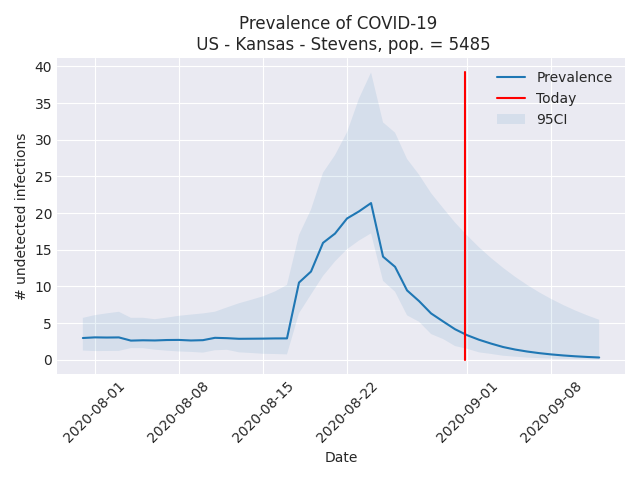 Prevalence of COVID-19
US - Kansas - Stevens, pop. = 5485
# undetected infections
40
35
30
25
20
15
10
5
0
Prevalence
Today
95CI
2020-08-01
2020-08-08
2020-08-15
2020-08-22
2020-09-01
2020-09-08
Date